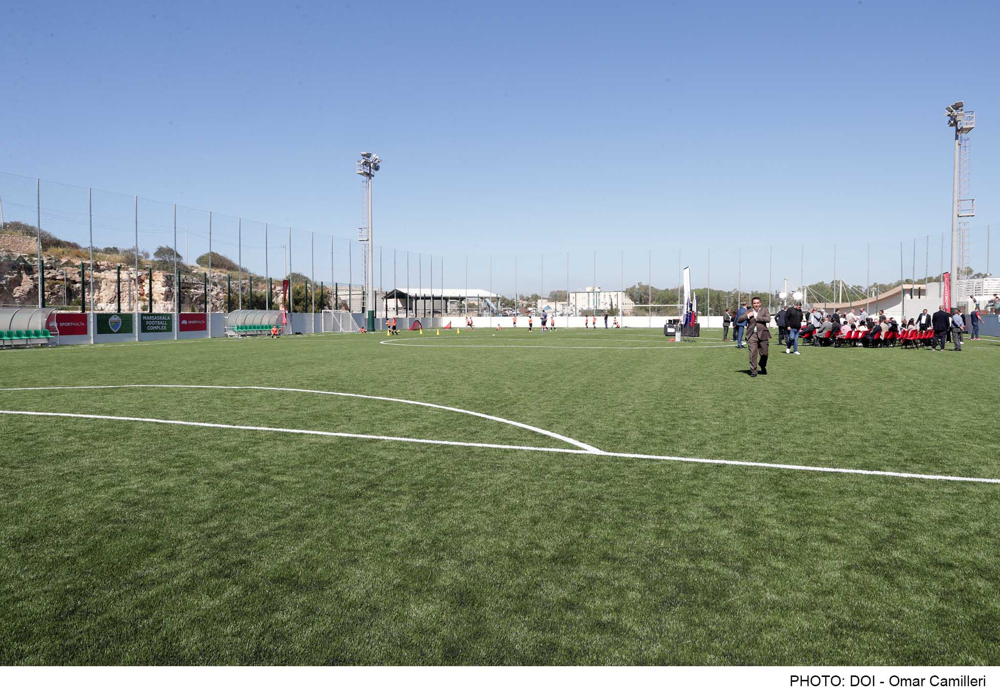 SPORTMALTA
MARSASKALA
FOOTBALL
COMPLEX
SPORTMALTA
PHOTO: DOI - Omar Camilleri